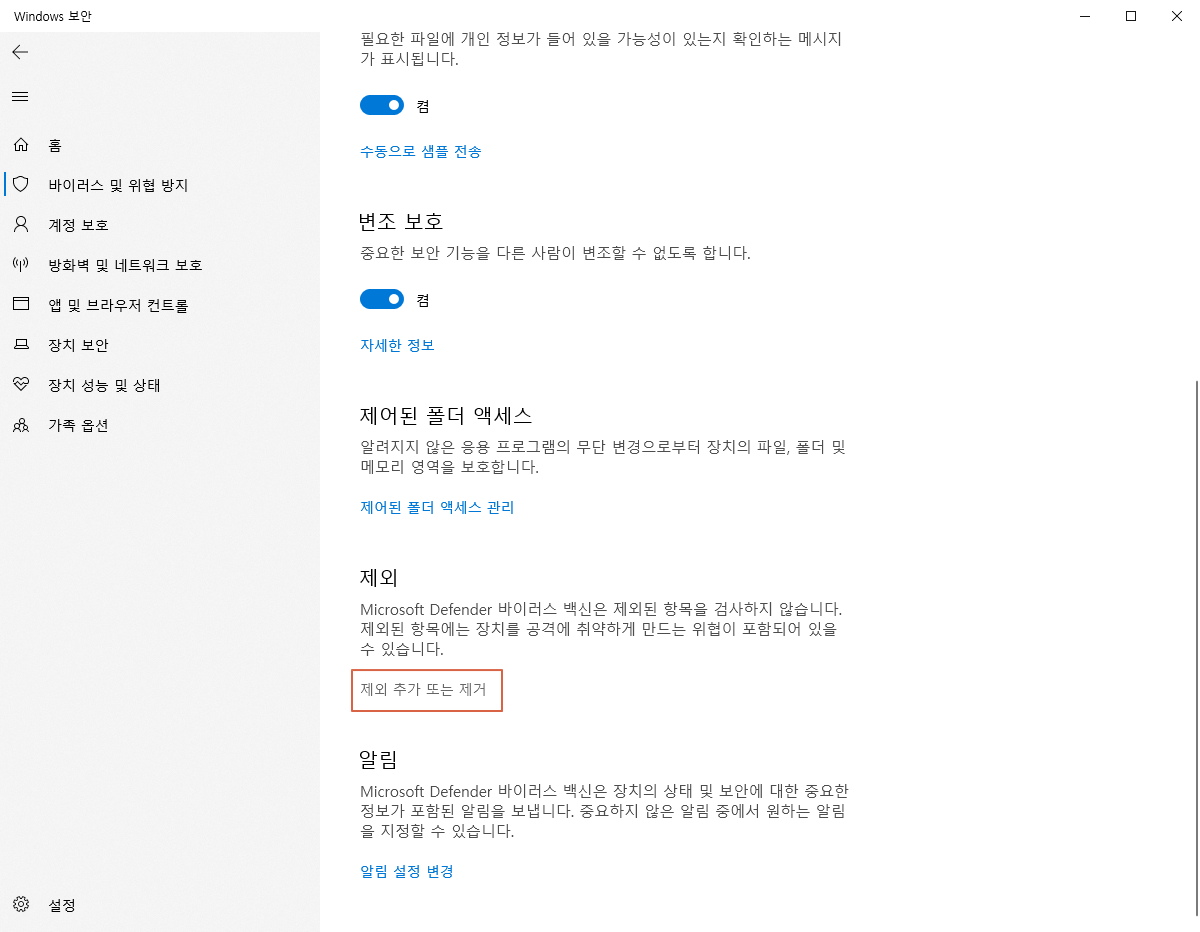 Windows 보안
홈
바이러스 및 위협 방지
계정 보호
방화벽 및 네트워크 보호
앱 및 브라우저 컨트롤
장치 보안
장치 성능 및 상태
가족 옵션
설정
필요한 파일에 개인 정보가 들어 있을 가능성이 있는지 확인하는 메시지
가 표시됩니다.
켬
수동으로 샘플 전송
변조 보호
중요한 보안 기능을 다른 사람이 변조할 수 없도록 합니다.
켬
자세한 정보
제어된 폴더 액세스
알려지지 않은 응용 프로그램의 무단 변경으로부터 장치의 파일, 폴더 및
메모리 영역을 보호합니다.
제어된 폴더 액세스 관리
제외
Microsoft Defender 바이러스 백신은 제외된 항목을 검사하지 않습니다.
제외된 항목에는 장치를 공격에 취약하게 만드는 위협이 포함되어 있을
수 있습니다.
제외 추가 또는 제거
알림
Microsoft Defender 바이러스 백신은 장치의 상태 및 보안에 대한 중요한
정보가 포함된 알림을 보냅니다. 중요하지 않은 알림 중에서 원하는 알림
을 지정할 수 있습니다.
알림 설정 변경